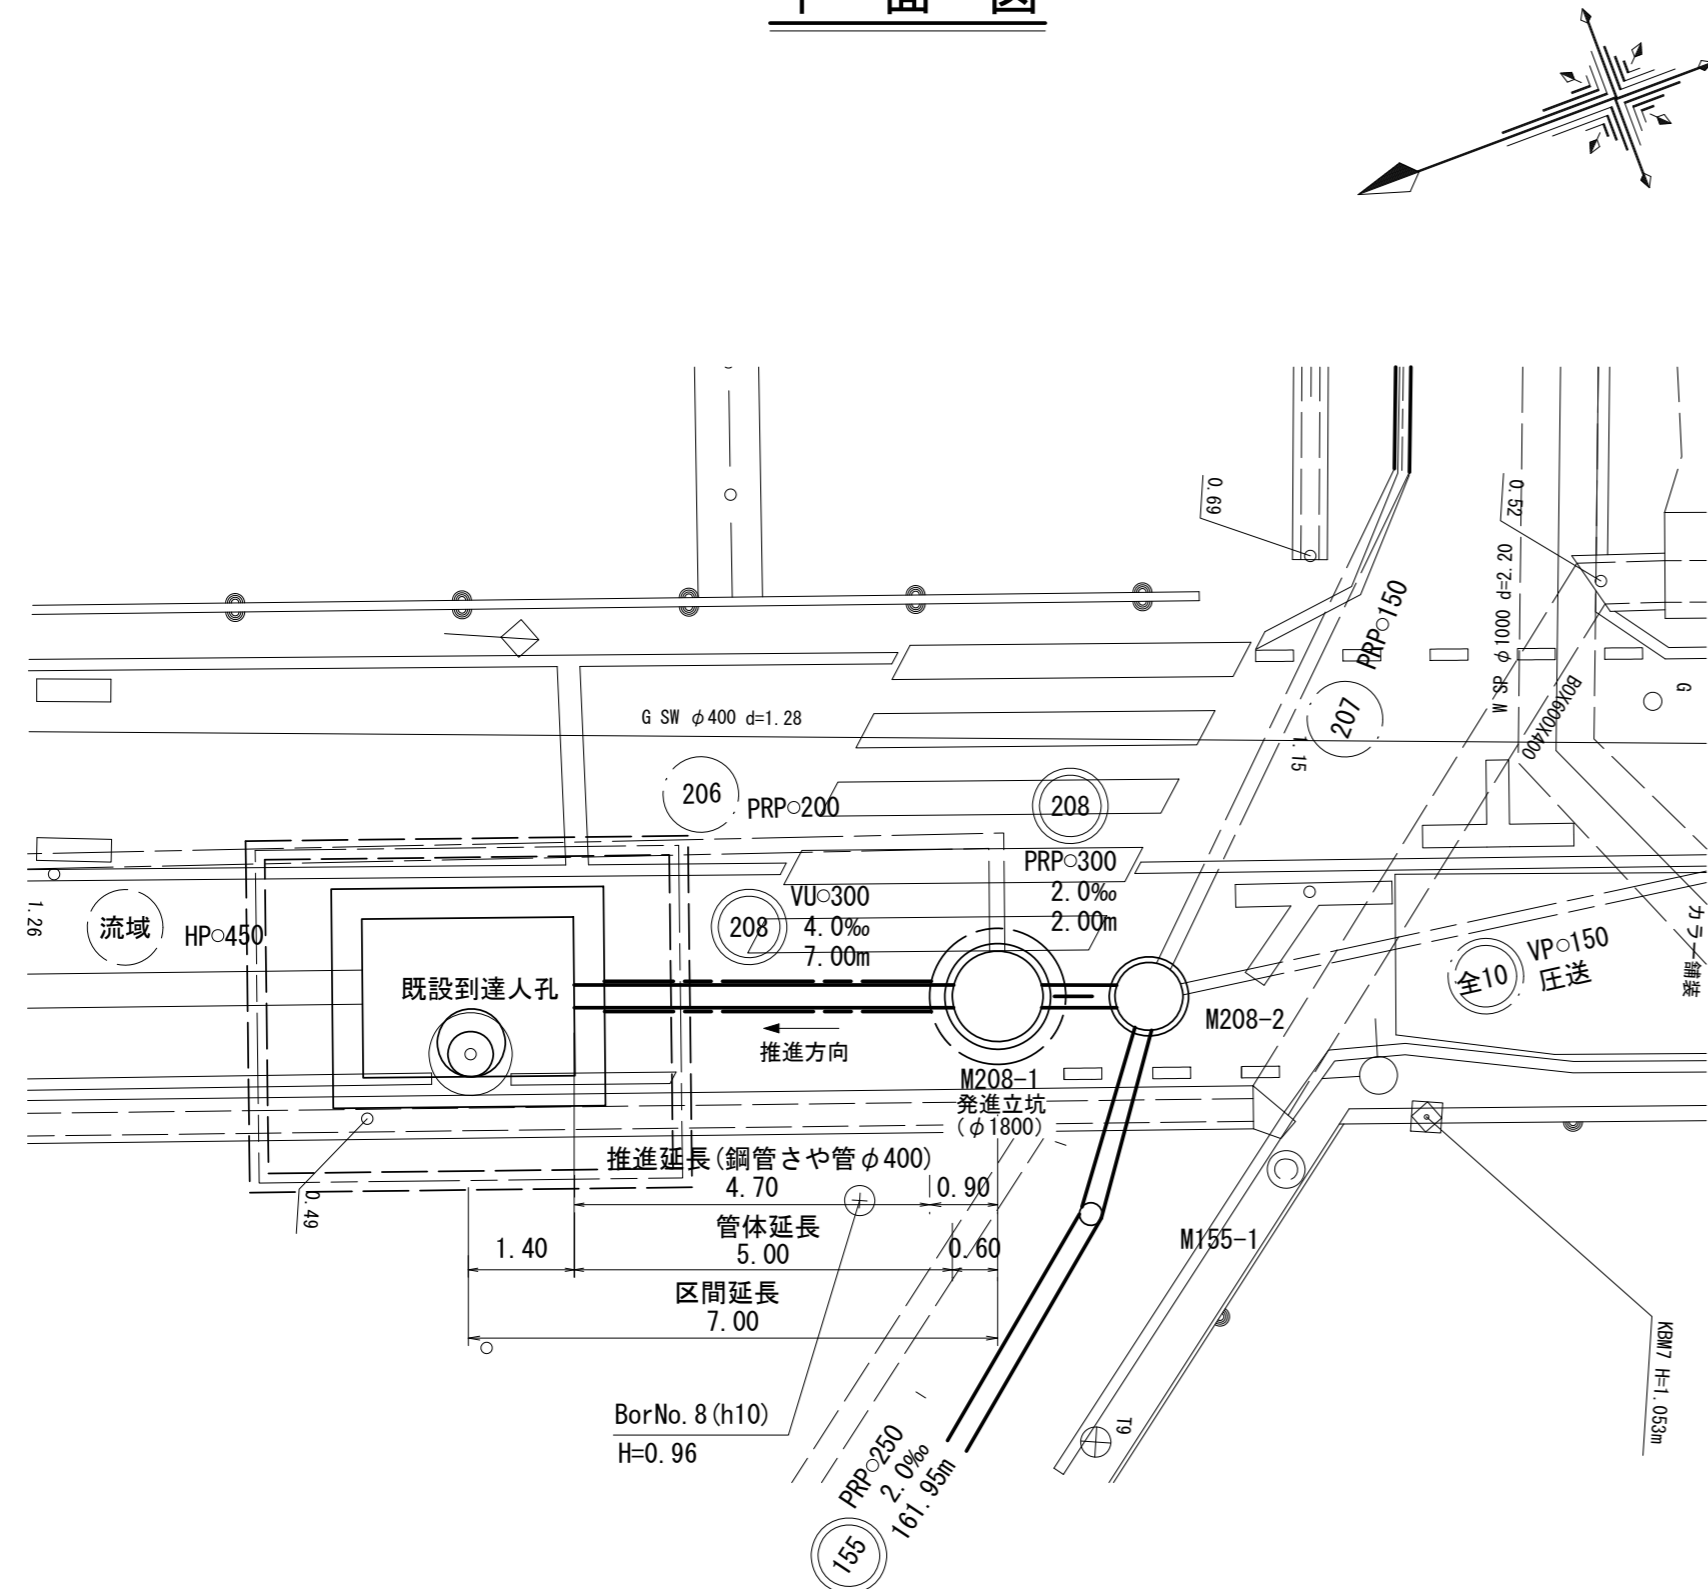 平面図
0.69
0.52
PRP○150
W SP φ1000 d=2.20
BOX600X400
G
G SW φ400 d=1.28
207
1.15
206
PRP○200
208
PRP○300
2.0‰
2.00m
1.26
流域
HP○450
208
VU○300
4.0‰
7.00m
カラー舗装
全10
VP○150
圧送
既設到達人孔
M208-2
推進方向
M208-1
発進立坑
(φ1800)
推進延長(鋼管さや管φ400)
4.70
0.90
0.49
管体延長
1.40
5.00
0.60
M155-1
区間延長
7.00
KBM7 H=1.053m
BorNo.8(h10)
H=0.96
T9
PRP○250
2.0‰
161.95m
155